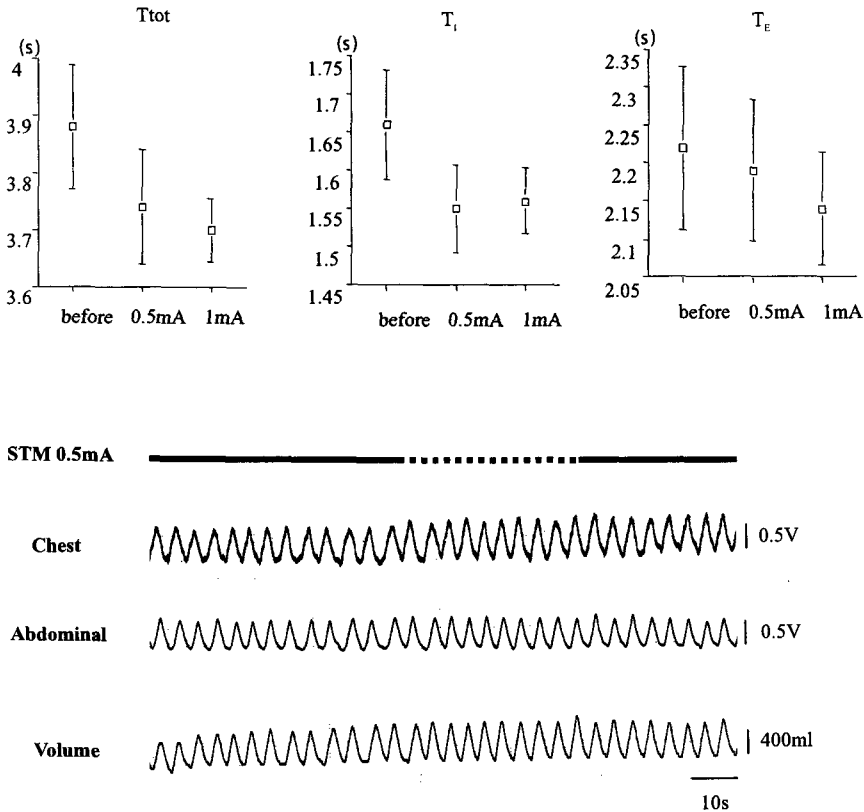 Ttot
(s)
4
3.9
3.8
3.7
3.6
before 0.5mA 1mA
T_I
(s)
1.75
1.7
1.65
1.6
1.55
1.5
1.45
before 0.5mA 1mA
T_E
(s)
2.35
2.3
2.25
2.2
2.15
2.1
2.05
before 0.5mA 1mA
STM 0.5mA
Chest
0.5V
Abdominal
0.5V
Volume
400ml
10s